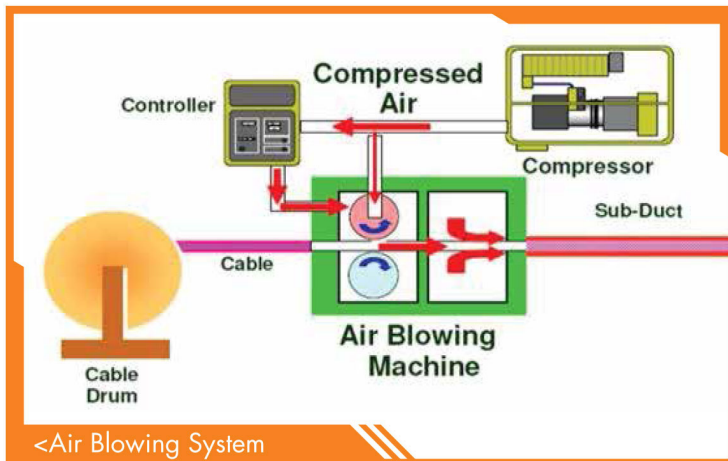 Compressed
Air
Controller
Compressor
Sub-Duct
Cable
Air Blowing
Machine
Cable
Drum
<Air Blowing System